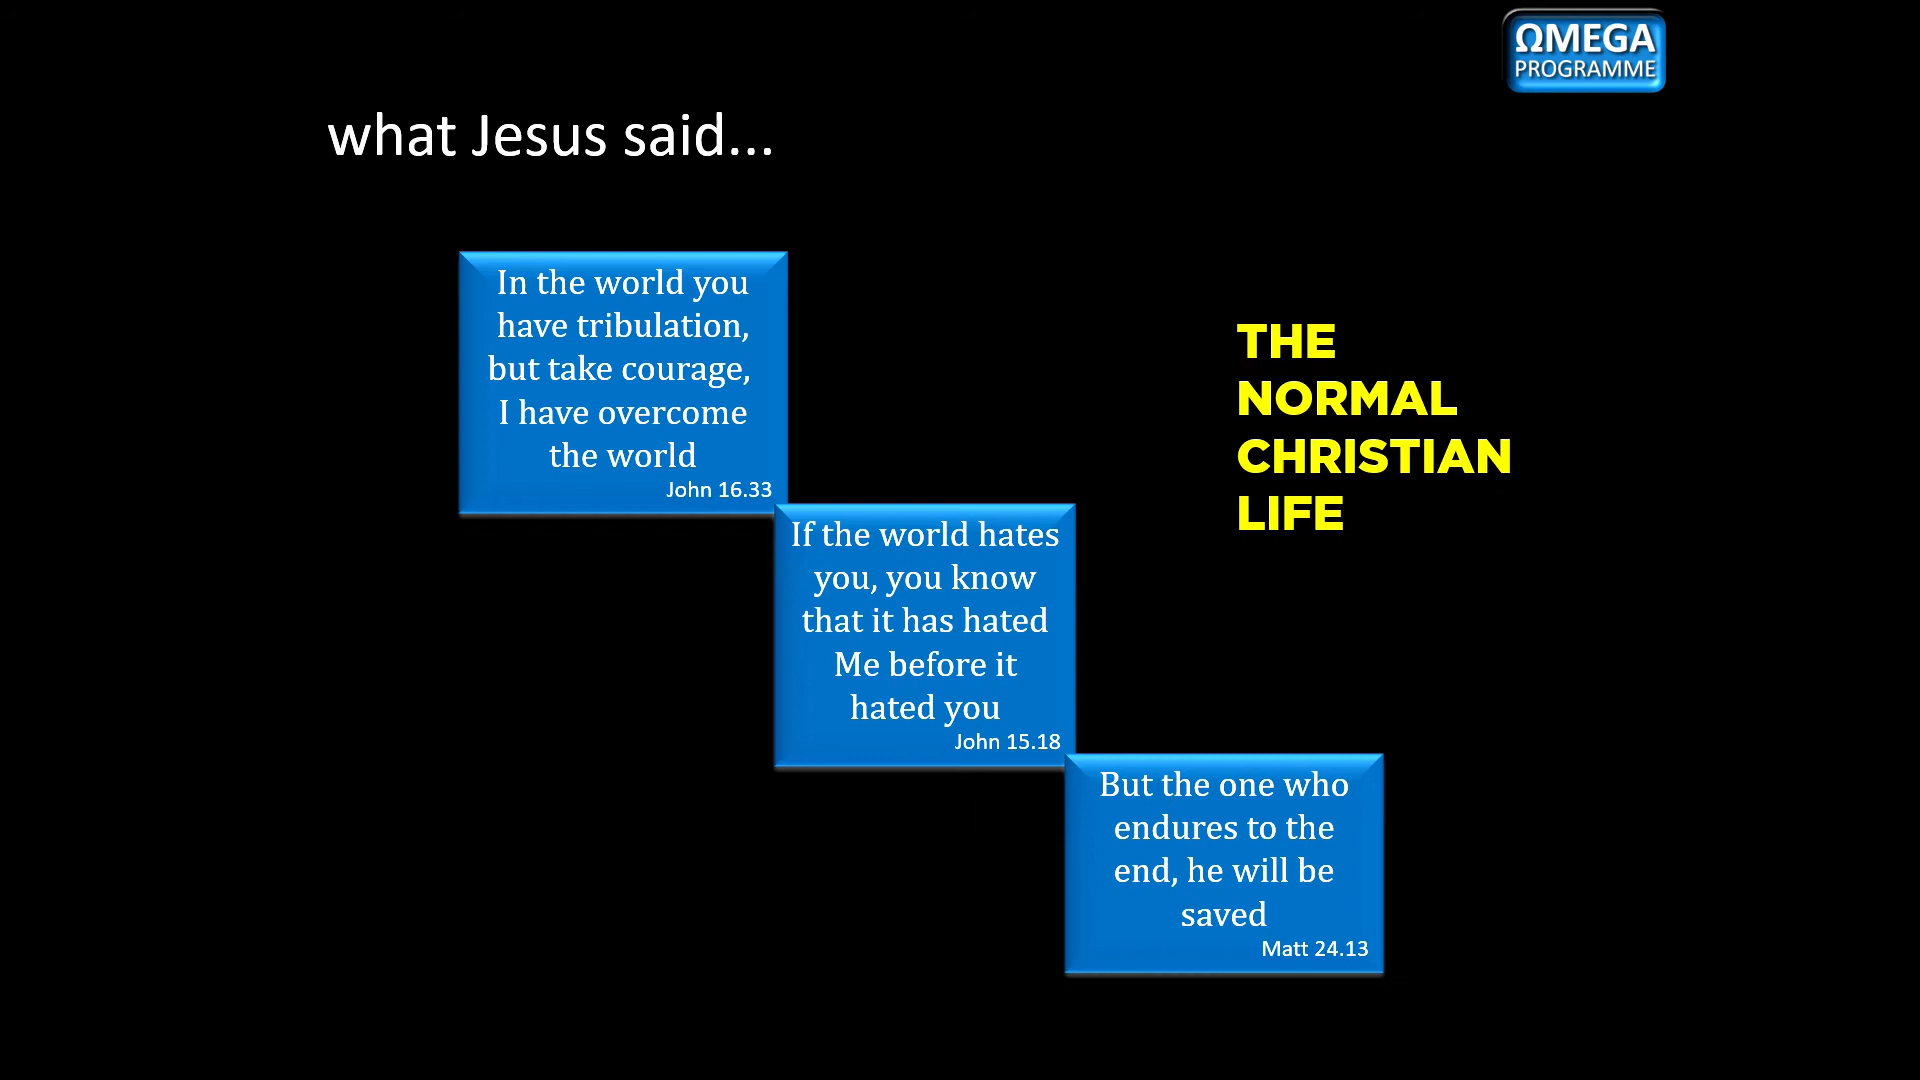 ΩMEGA
PROGRAMME
what Jesus said...
In the world you
have tribulation,
but take courage,
I have overcome
the world
John 16.33
THE
NORMAL
CHRISTIAN
LIFE
If the world hates
you, you know
that it has hated
Me before it
hated you
John 15.18
But the one who
endures to the
end, he will be
saved
Matt 24.13